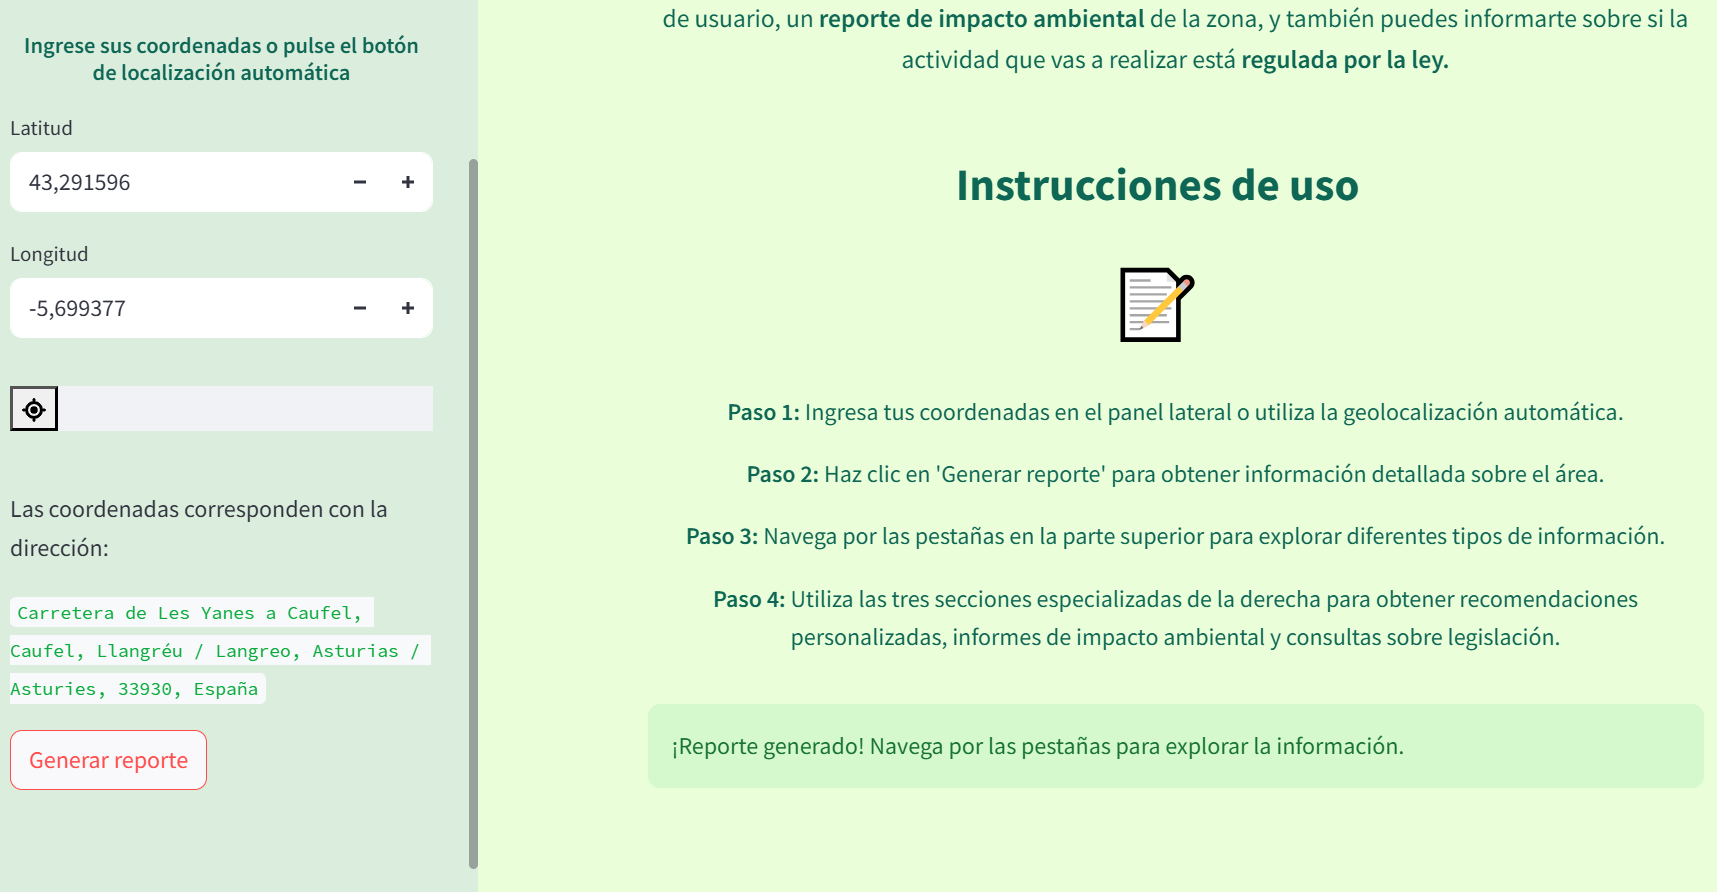 Ingrese sus coordenadas o pulse el botón
de localización automática
Latitud
43,291596
Longitud
-5,699377
Las coordenadas corresponden con la
dirección:
Carretera de Les Yanes a Caufel,
Caufel, Llangréu / Langreo, Asturias /
Asturies, 33930, España
Generar reporte
de usuario, un reporte de impacto ambiental de la zona, y también puedes informarte sobre si la
actividad que vas a realizar está regulada por la ley.
Instrucciones de uso
Paso 1: Ingresa tus coordenadas en el panel lateral o utiliza la geolocalización automática.
Paso 2: Haz clic en 'Generar reporte' para obtener información detallada sobre el área.
Paso 3: Navega por las pestañas en la parte superior para explorar diferentes tipos de información.
Paso 4: Utiliza las tres secciones especializadas de la derecha para obtener recomendaciones
personalizadas, informes de impacto ambiental y consultas sobre legislación.
¡Reporte generado! Navega por las pestañas para explorar la información.